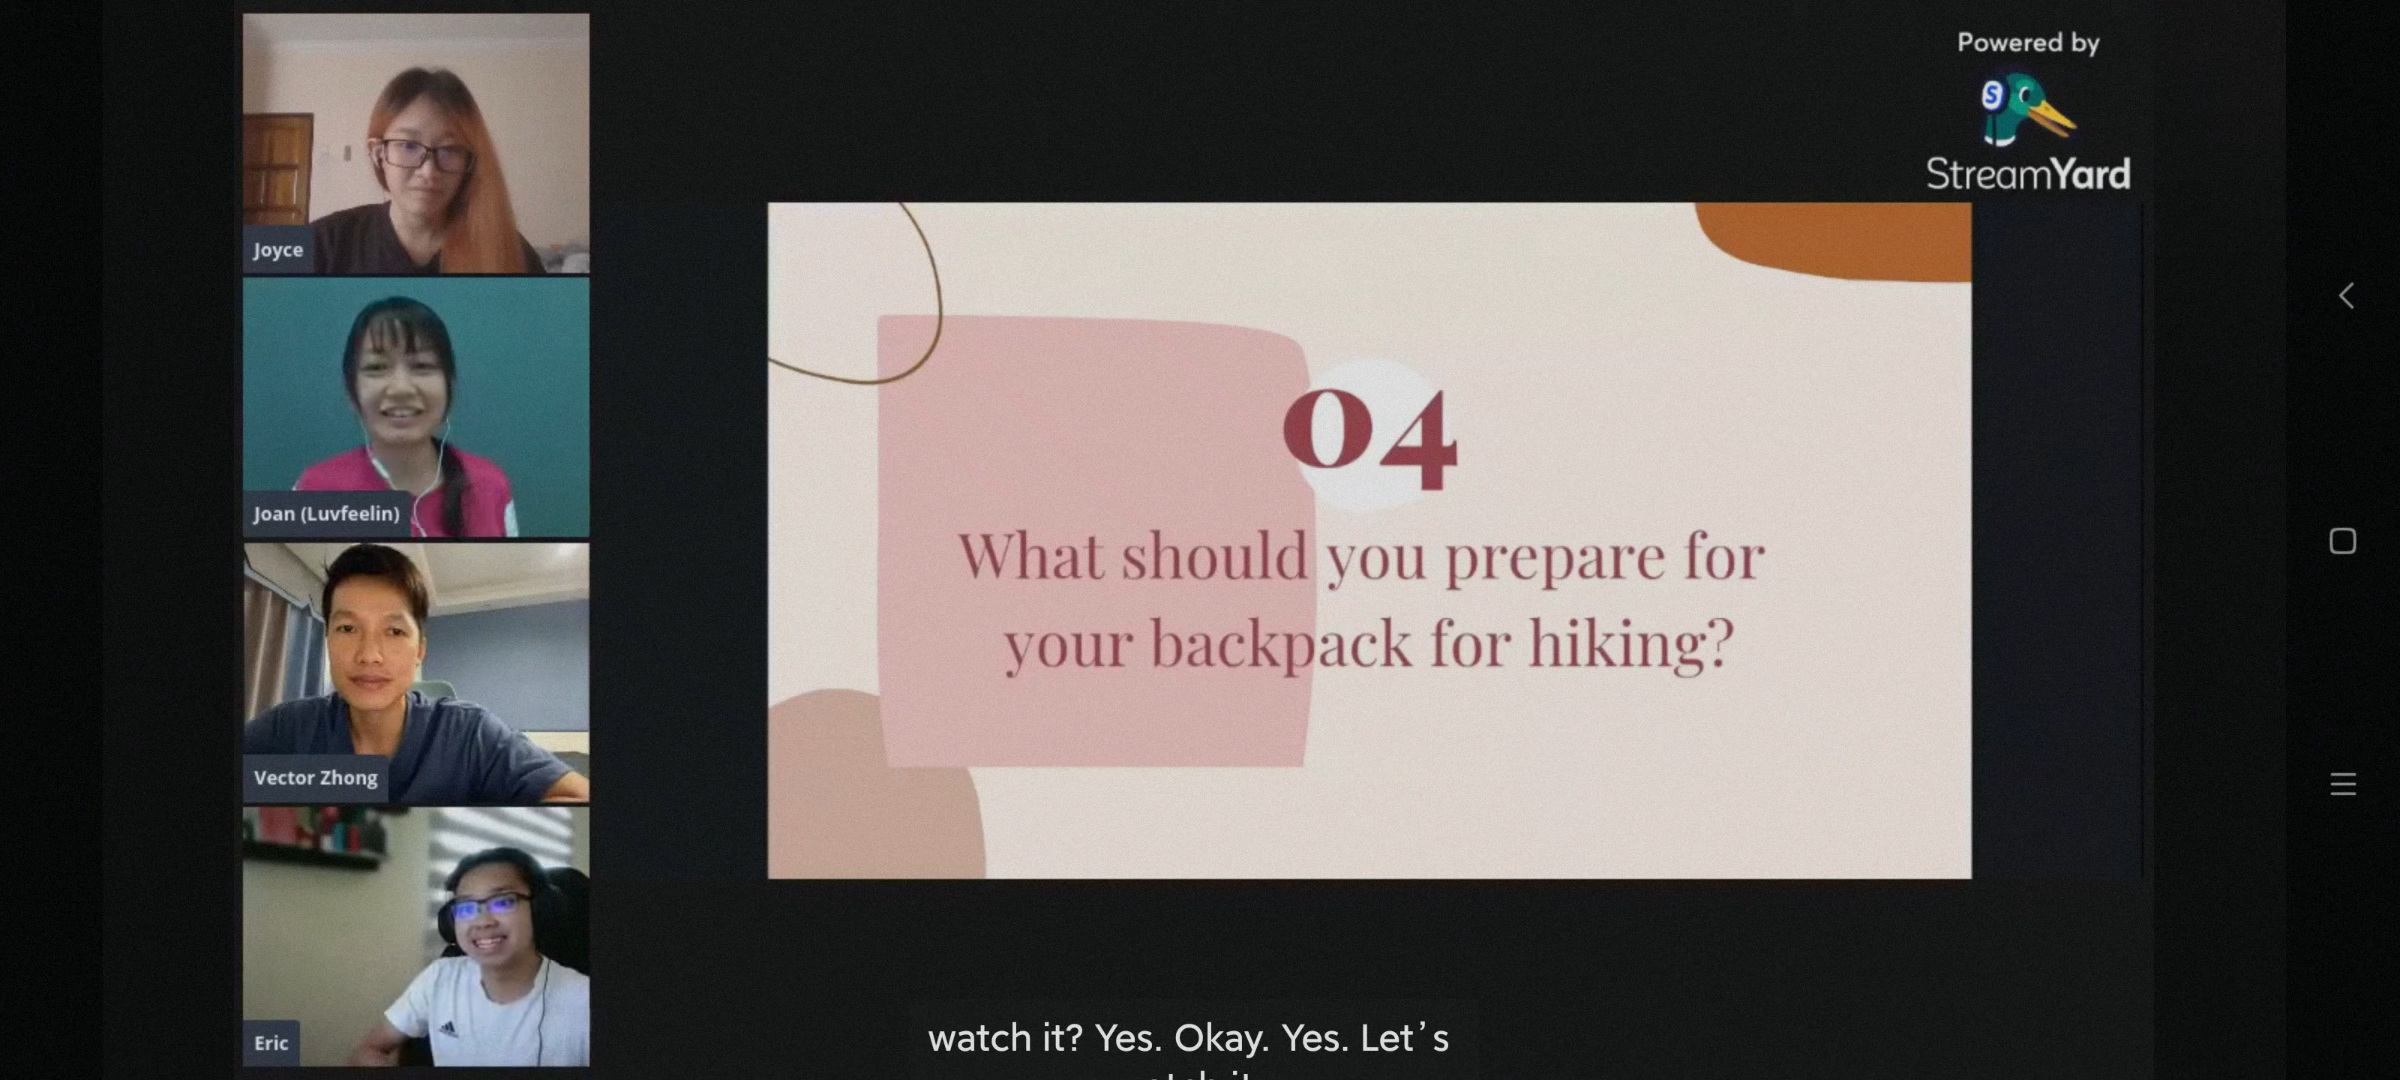 Powered by
S
StreamYard
Joyce
Joan (Luvfeelin)
Vector Zhong
Eric
04
What should you prepare for
your backpack for hiking?
watch it? Yes. Okay. Yes. Let's